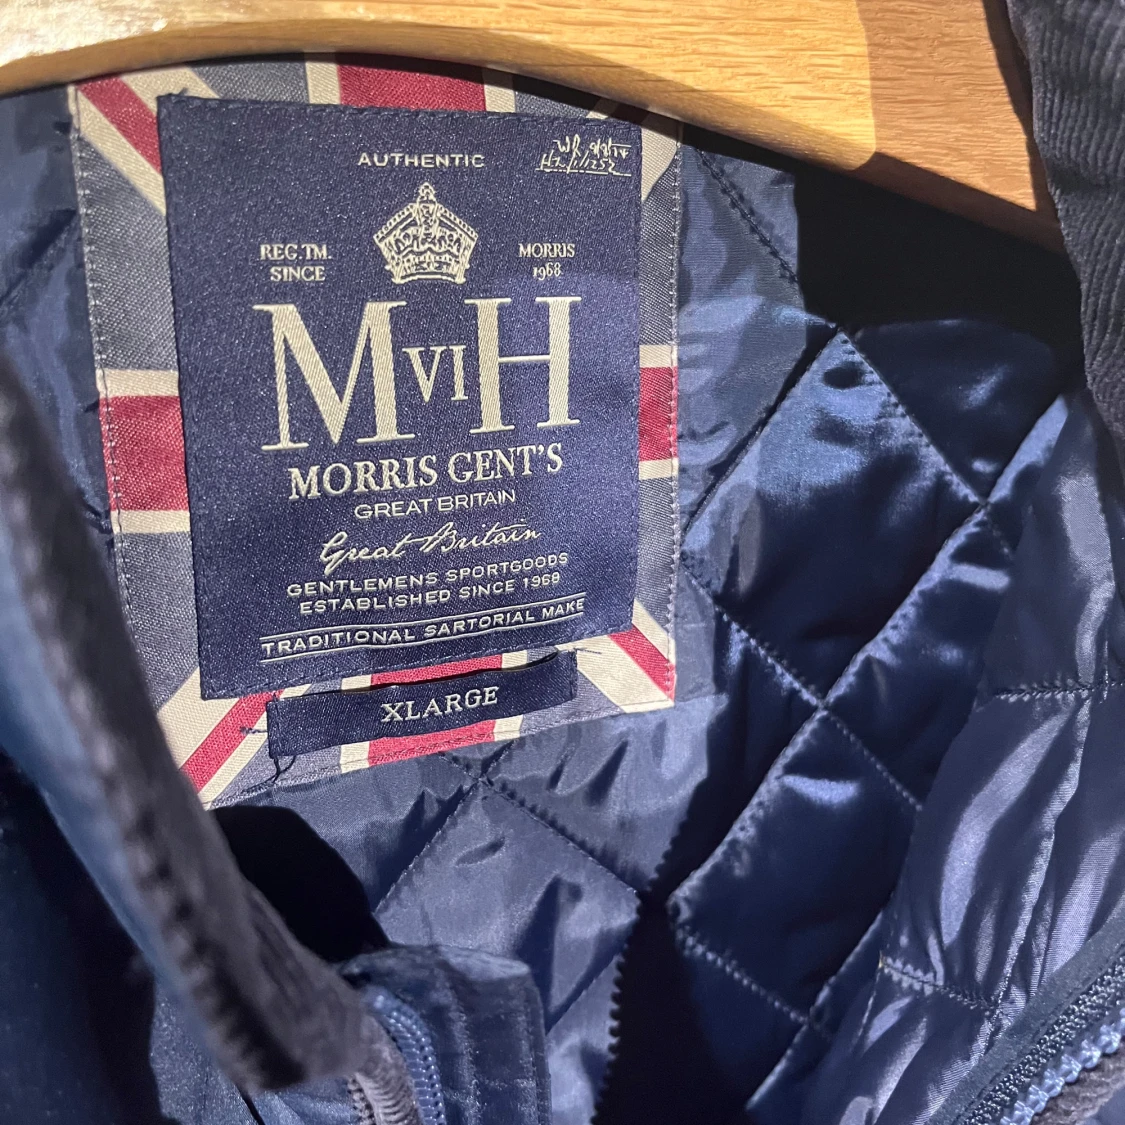 AUTHENTIC
REG.TM.
SINCE
MORRIS
1968
MVIH
MORRIS GENT'S
GREAT BRITAIN
Great Britain
GENTLEMENS SPORTGOODS
ESTABLISHED SINCE 1968
TRADITIONAL SARTORIAL MAKE
XLARGE